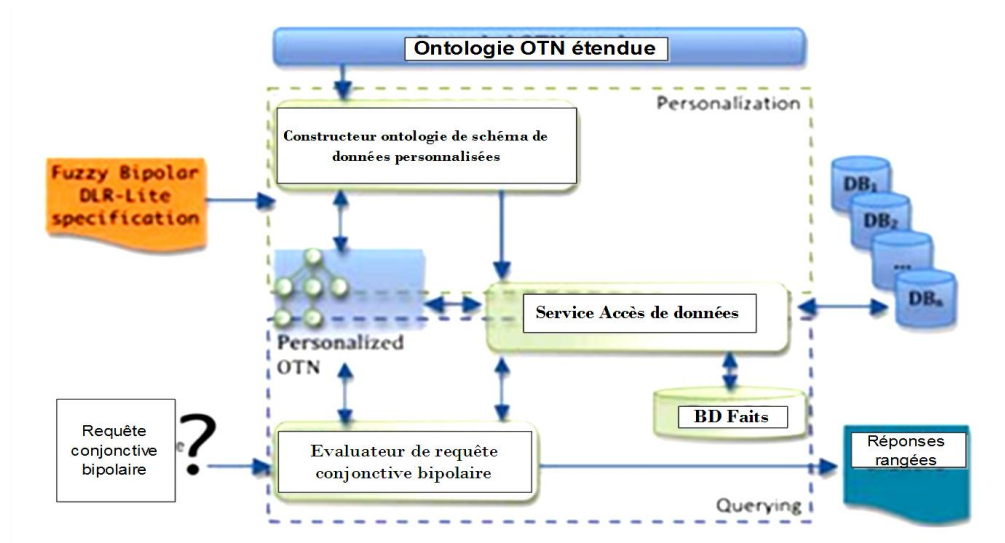 Ontologie OTN étendue
Personalization
Constructeur ontologie de schéma de
données personnalisées
Fuzzy Bipolar
DLR-Lite
specification
DB1
DB2
...
DBn
Service Accès de données
Personalized
OTN
BD Faits
Requête
conjonctive
bipolaire
?
Evaluateur de requête
conjonctive bipolaire
Réponses
rangées
Querying